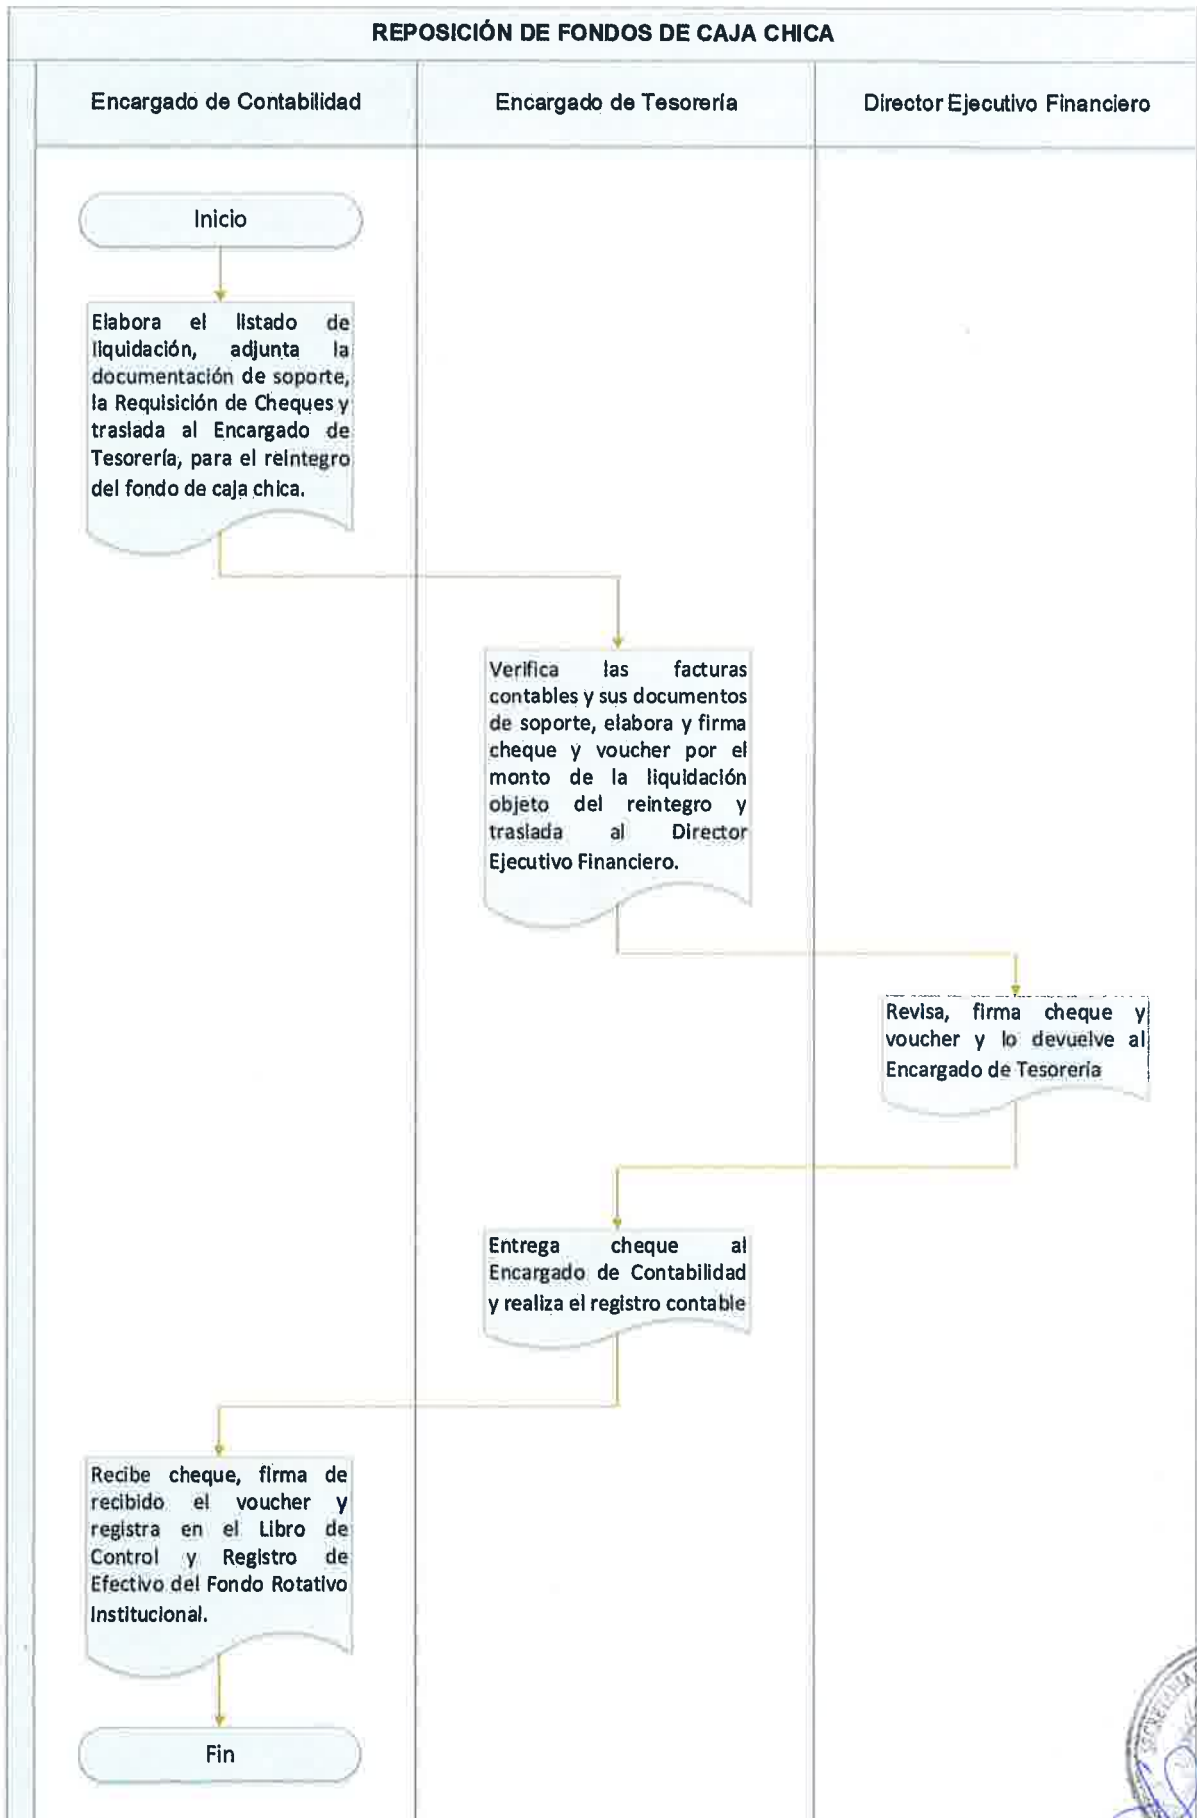 REPOSICIÓN DE FONDOS DE CAJA CHICA
Encargado de Contabilidad
Encargado de Tesorería
Director Ejecutivo Financiero
Inicio
Elabora el listado de
liquidación, adjunta la
documentación de soporte,
la Requisición de Cheques y
traslada al Encargado de
Tesorería, para el reintegro
del fondo de caja chica.
Verifica las facturas
contables y sus documentos
de soporte, elabora y firma
cheque y voucher por el
monto de la liquidación
objeto del reintegro y
traslada al Director
Ejecutivo Financiero.
Revisa, firma cheque y
voucher y lo devuelve al
Encargado de Tesorería
Entrega cheque al
Encargado de Contabilidad
y realiza el registro contable
Recibe cheque, firma de
recibido el voucher y
registra en el Libro de
Control y Registro de
Efectivo del Fondo Rotativo
Institucional.
Fin